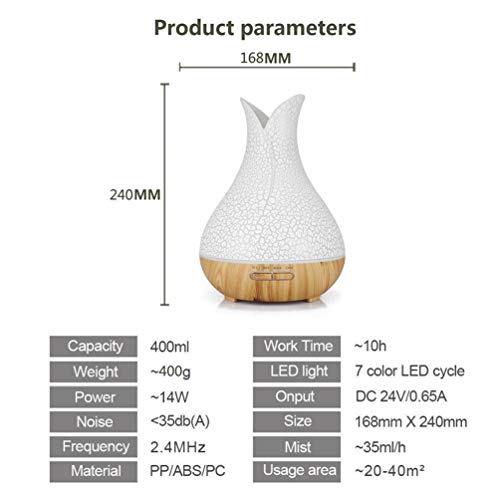 Product parameters
168MM
240MM
Capacity 400ml
Weight ~400g
Power ~14W
Noise <35db(A)
Frequency 2.4MHz
Material PP/ABS/PC
Work Time ~10h
LED light 7 color LED cycle
Onput DC 24V/0.65A
Size 168mm X 240mm
Mist ~35ml/h
Usage area ~20-40m²